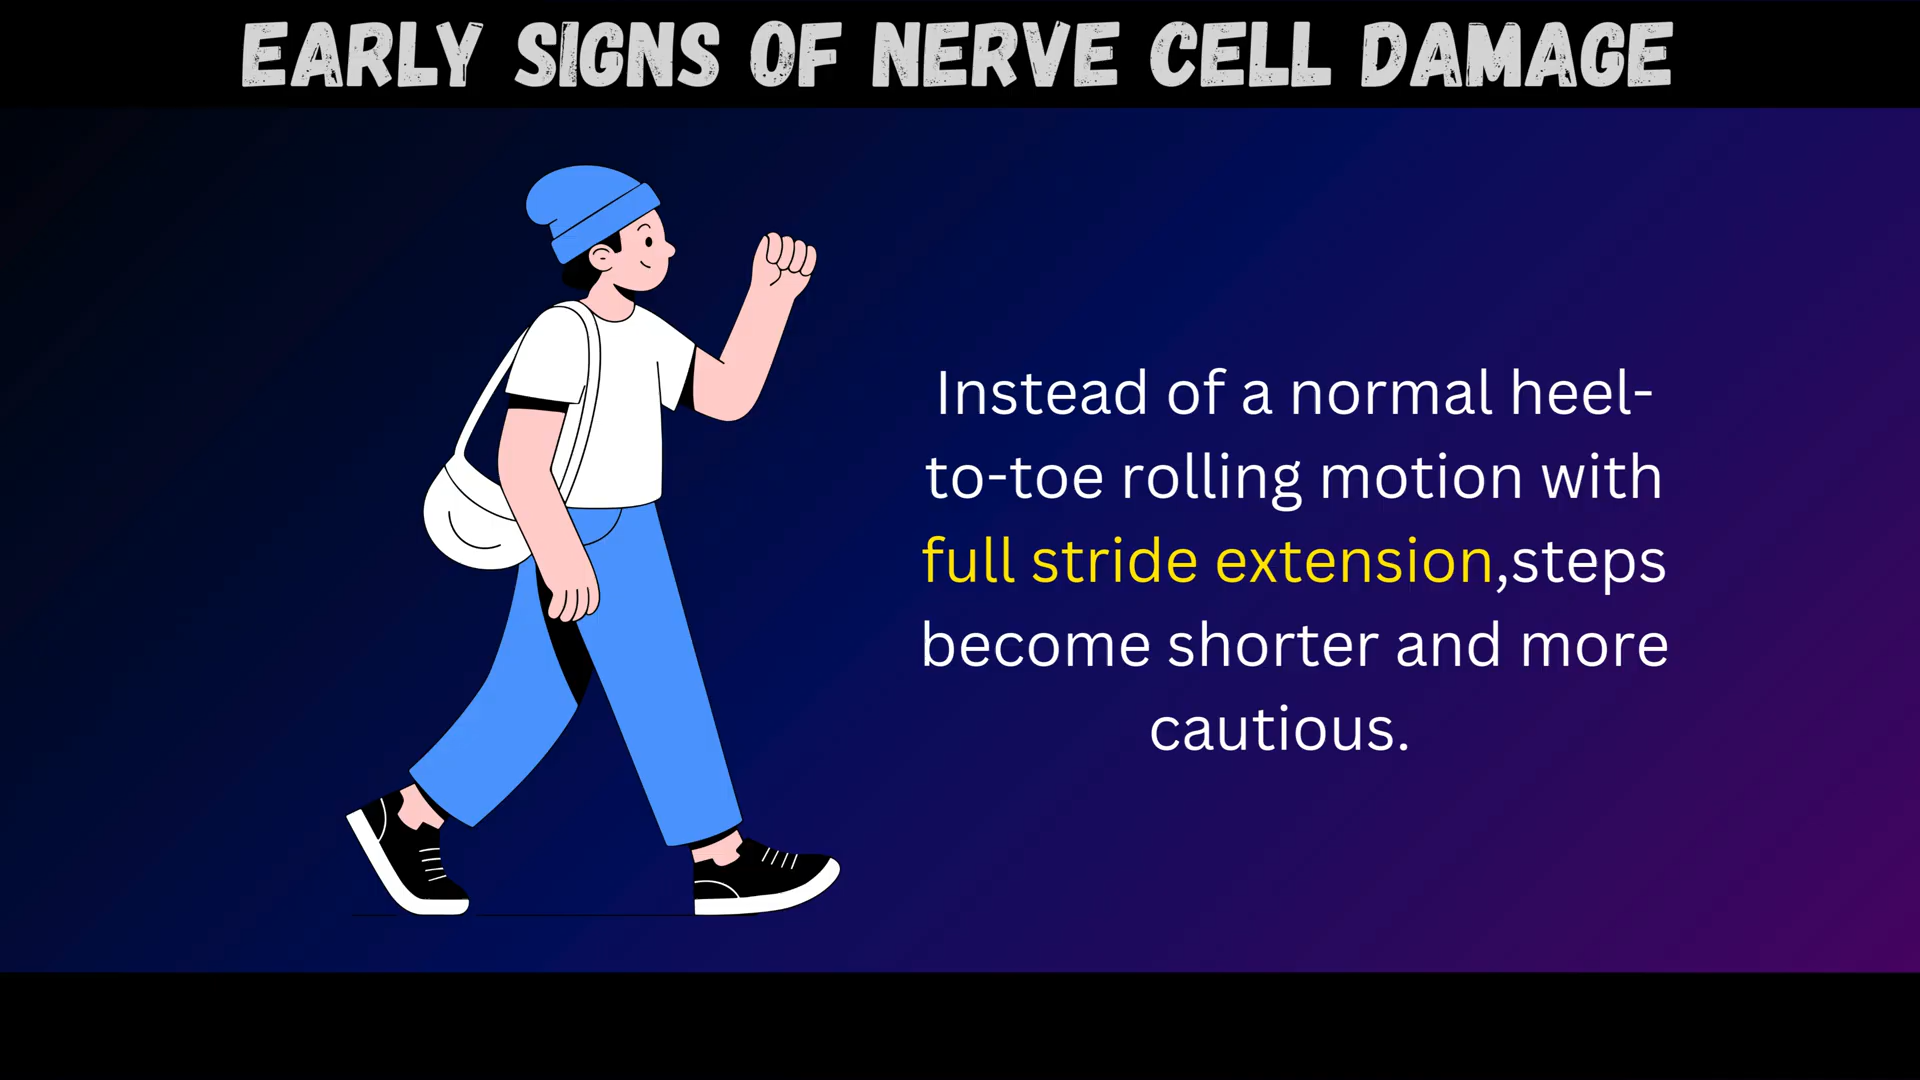 EARLY SIGNS OF NERVE CELL DAMAGE
Instead of a normal heel-
to-toe rolling motion with
full stride extension,steps
become shorter and more
cautious.